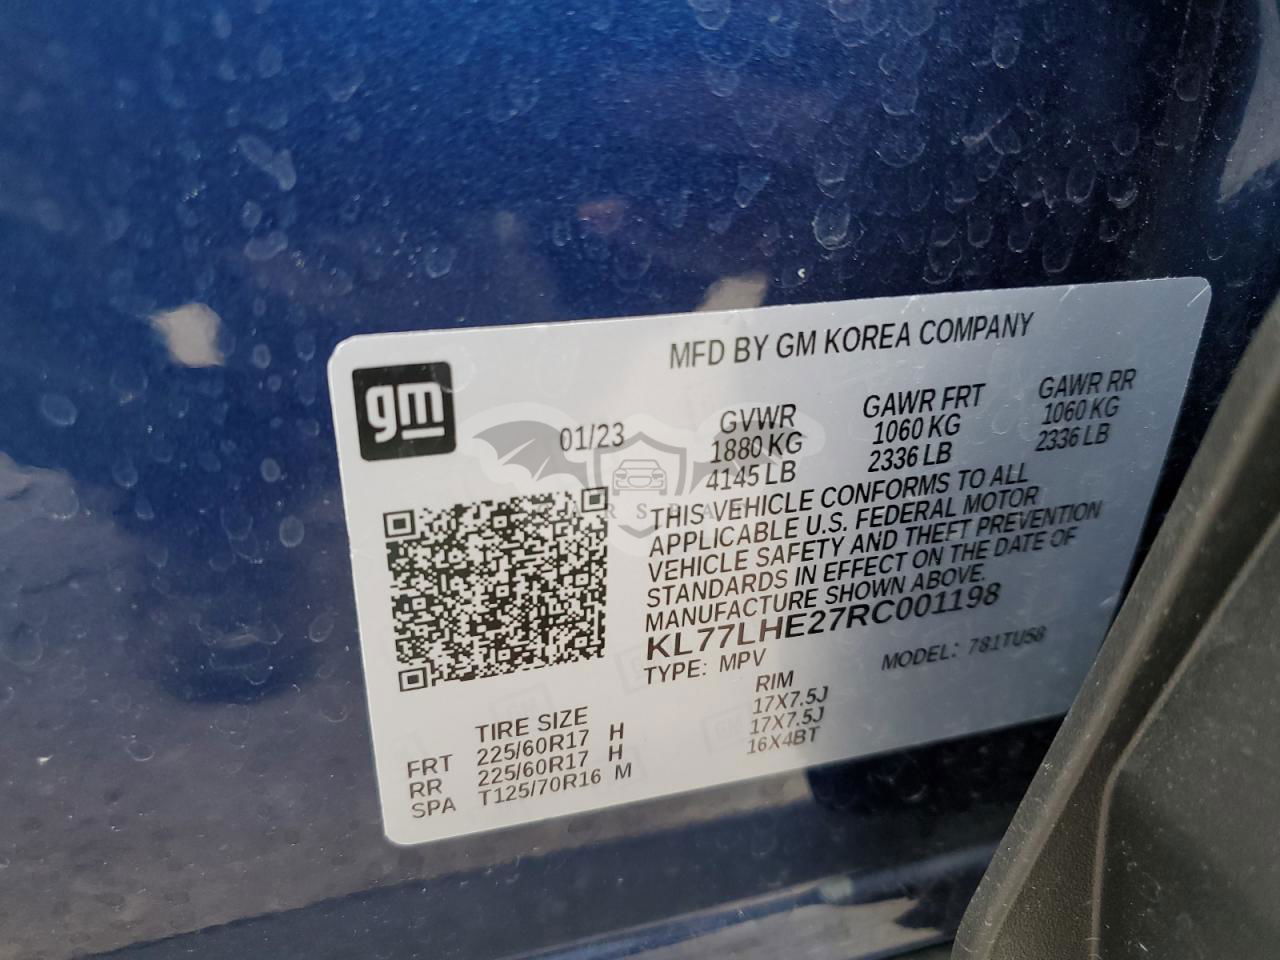 MFD BY GM KOREA COMPANY
gm
01/23
GVWR GAWR FRT GAWR RR
1880 KG 1060 KG 1060 KG
4145 LB 2336 LB 2336 LB
THIS VEHICLE CONFORMS TO ALL
APPLICABLE U.S. FEDERAL MOTOR
VEHICLE SAFETY AND THEFT PREVENTION
STANDARDS IN EFFECT ON THE DATE OF
MANUFACTURE SHOWN ABOVE.
KL77LHE27RC001198
TYPE: MPV MODEL: 781TU58
TIRE SIZE RIM
FRT 225/60R17 H 17X7.5J
RR 225/60R17 H 17X7.5J
SPA T125/70R16 M 16X4BT